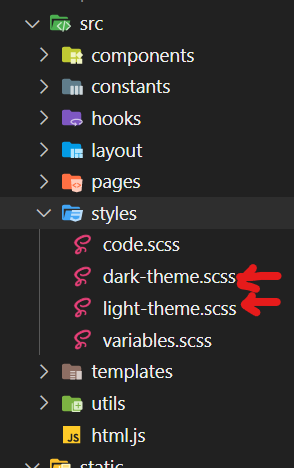 src
components
constants
hooks
layout
pages
styles
code.scss
dark-theme.scss
light-theme.scss
variables.scss
templates
utils
JS html.js
static